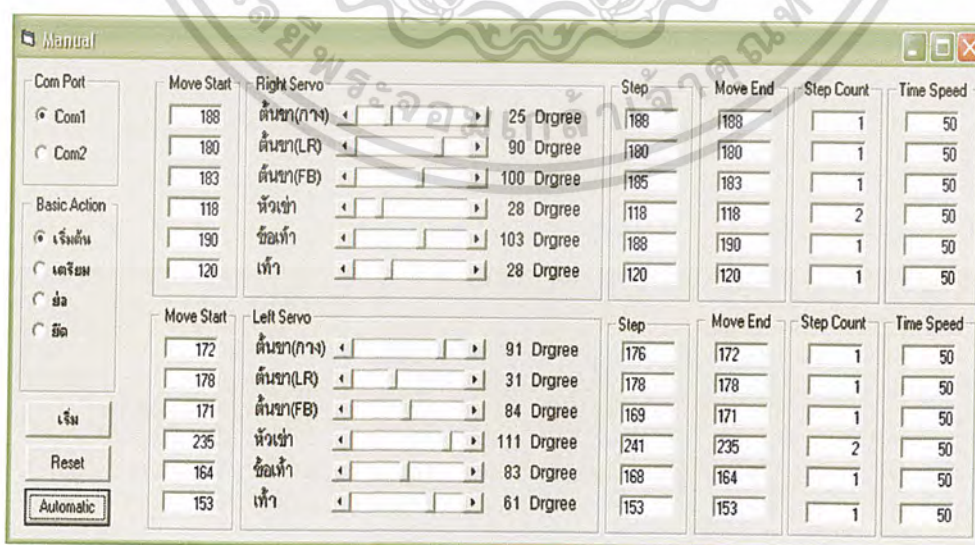 Manual
Com Port
Com1
Com2
Basic Action
เริ่มต้น
เตรียม
ย่อ
ยืด
เริ่ม
Reset
Automatic
Move Start Right Servo Step Move End Step Count Time Speed
188 ต้นขา(กาง) 25 Drgree 188 188 1 50
180 ต้นขา(LR) 90 Drgree 180 180 1 50
183 ต้นขา(FB) 100 Drgree 185 183 1 50
118 หัวเข่า 28 Drgree 118 118 2 50
190 ข้อเท้า 103 Drgree 188 190 1 50
120 เท้า 28 Drgree 120 120 1 50
Move Start Left Servo Step Move End Step Count Time Speed
172 ต้นขา(กาง) 91 Drgree 176 172 1 50
178 ต้นขา(LR) 31 Drgree 178 178 1 50
171 ต้นขา(FB) 84 Drgree 169 171 1 50
235 หัวเข่า 111 Drgree 241 235 2 50
164 ข้อเท้า 83 Drgree 168 164 1 50
153 เท้า 61 Drgree 153 153 1 50